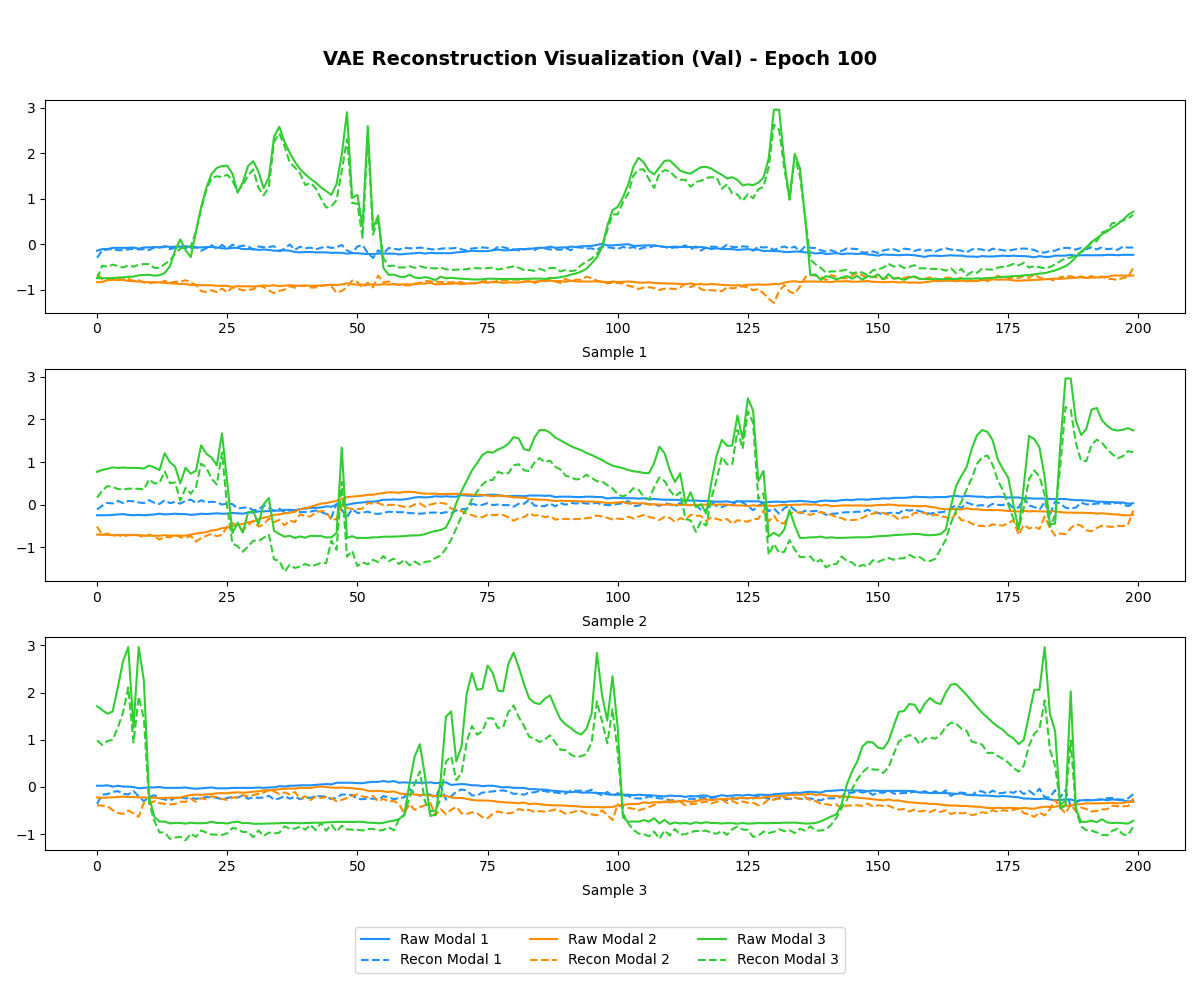 VAE Reconstruction Visualization (Val) - Epoch 100
3
2
1
0
−1
0 25 50 75 100 125 150 175 200
Sample 1
3
2
1
0
−1
0 25 50 75 100 125 150 175 200
Sample 2
3
2
1
0
−1
0 25 50 75 100 125 150 175 200
Sample 3
Raw Modal 1 Raw Modal 2 Raw Modal 3
Recon Modal 1 Recon Modal 2 Recon Modal 3